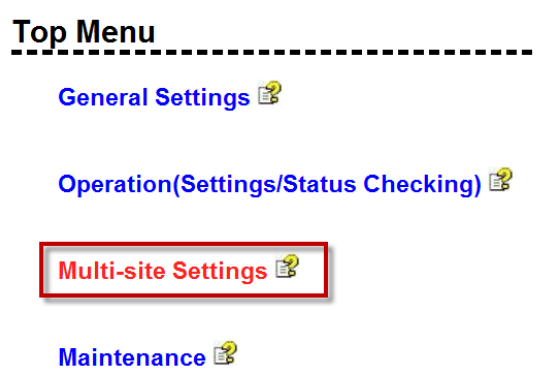 Top Menu
General Settings
Operation(Settings/Status Checking)
Multi-site Settings
Maintenance